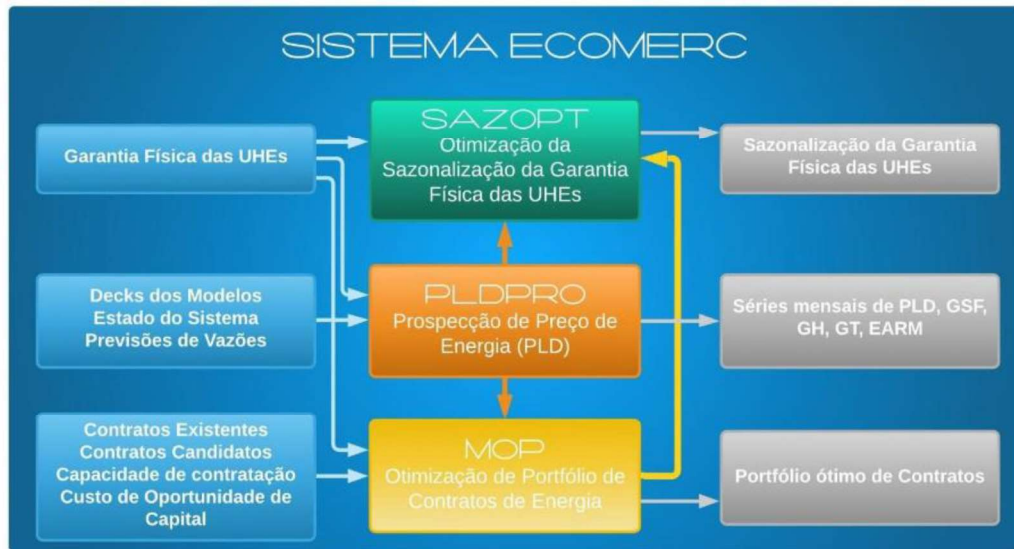 SISTEMA ECOMERC
Garantia Física das UHEs
SAZOPT
Otimização da
Sazonalização da Garantia
Física das UHEs
Sazonalização da Garantia
Física das UHEs
Decks dos Modelos
Estado do Sistema
Previsões de Vazões
PLDPRO
Prospecção de Preço de
Energia (PLD)
Séries mensais de PLD, GSF,
GH, GT, EARM
Contratos Existentes
Contratos Candidatos
Capacidade de contratação
Custo de Oportunidade de
Capital
MOP
Otimização de Portfólio de
Contratos de Energia
Portfólio ótimo de Contratos